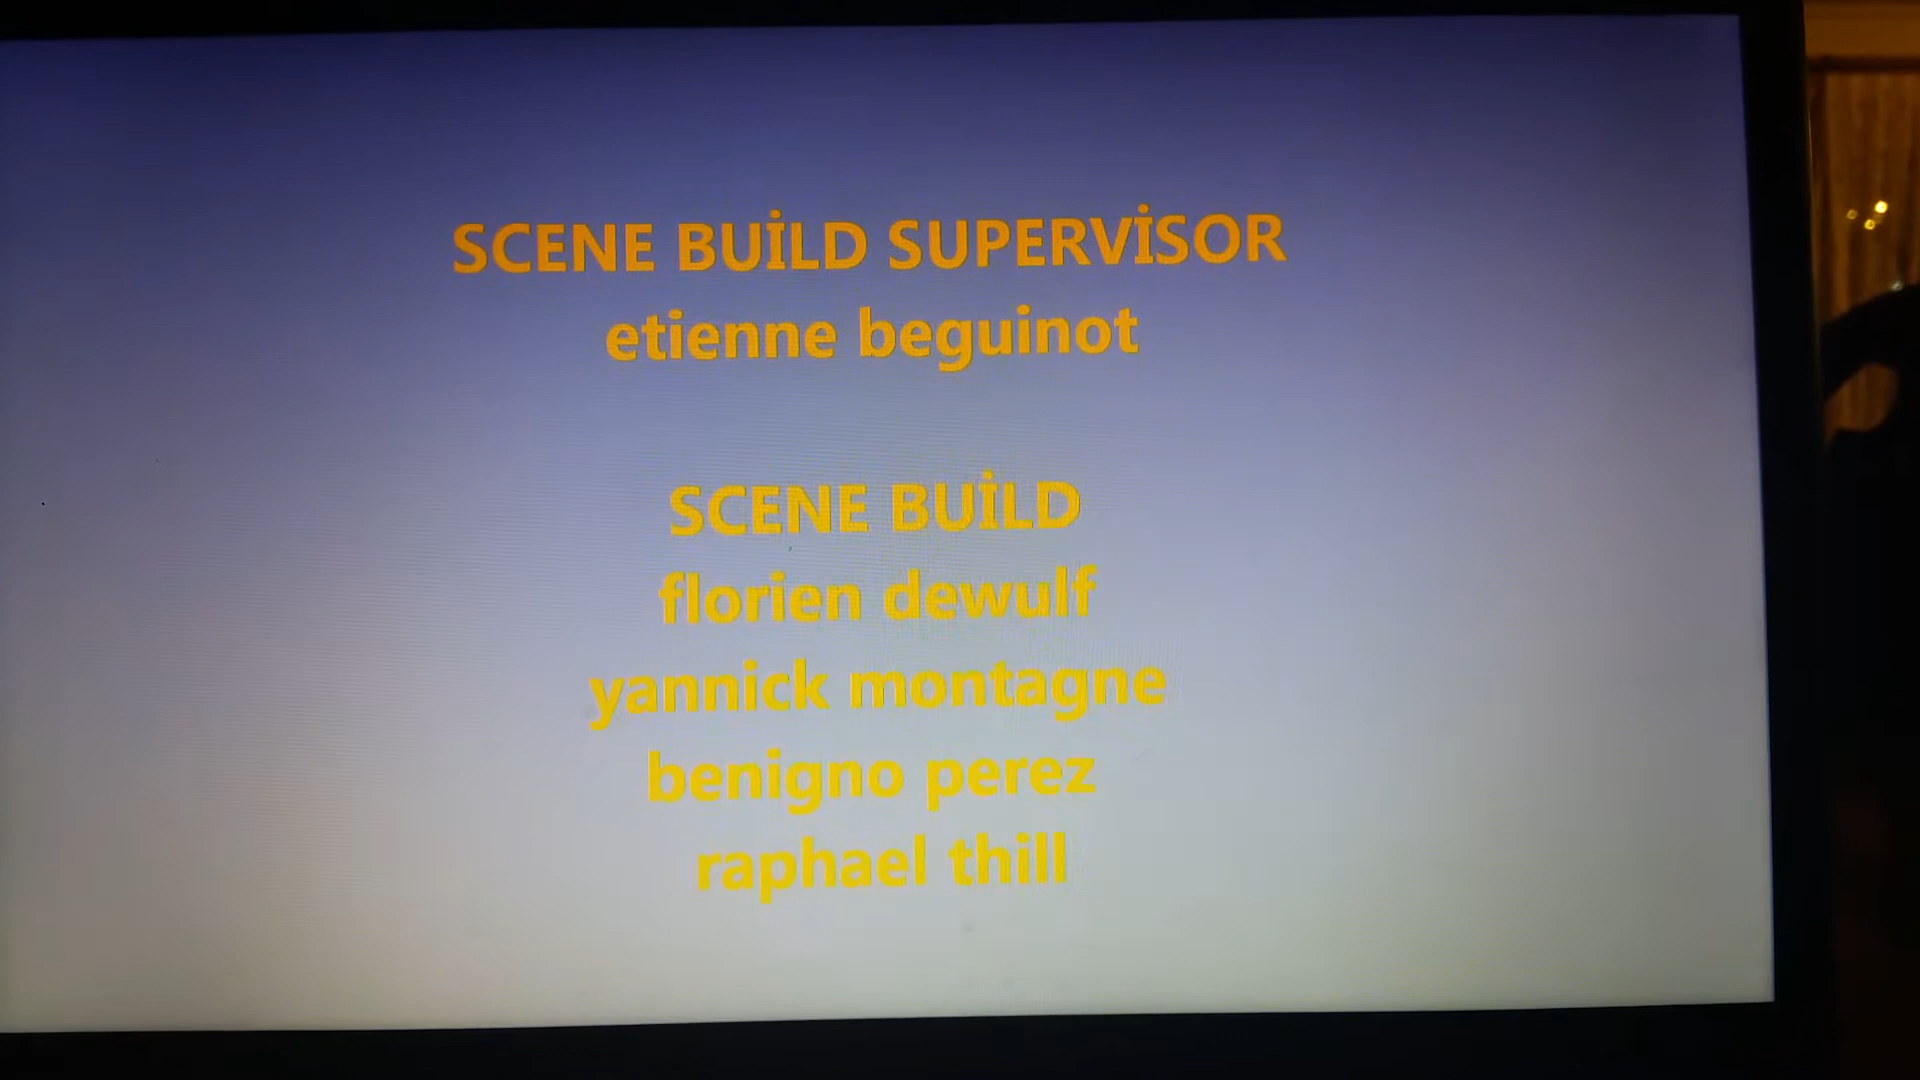 SCENE BUİLD SUPERVİSOR
etienne beguinot
SCENE BUİLD
florien dewulf
yannick montagne
benigno perez
raphael thill